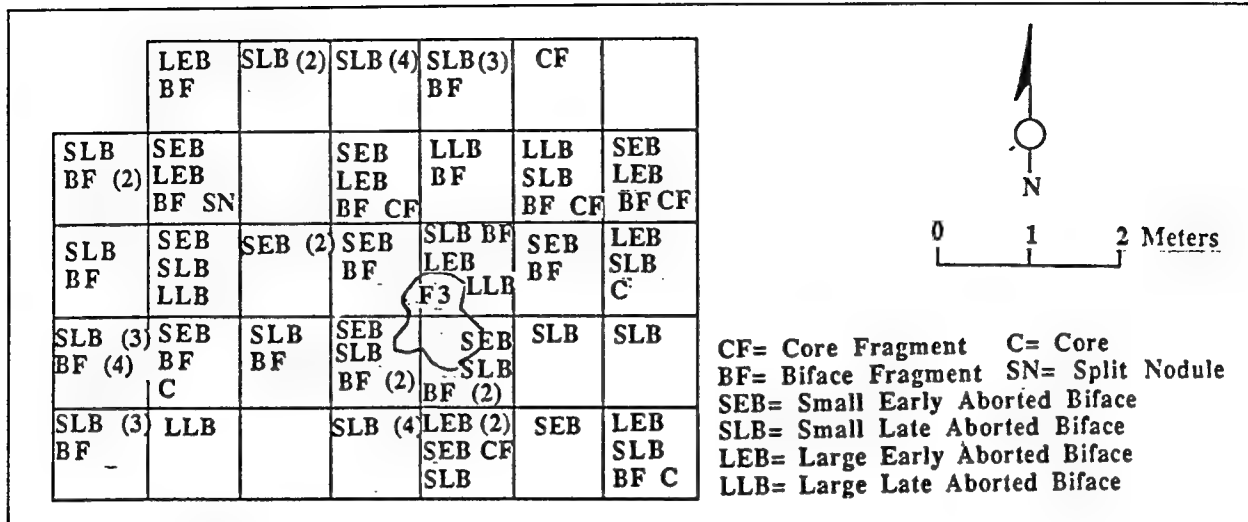 LEB
BF
SLB (2)
SLB (4)
SLB (3)
BF
CF
SLB
BF (2)
SEB
LEB
BF SN
SEB
LEB
BF CF
LLB
BF
LLB
SLB
BF CF
SEB
LEB
BF CF
SLB
BF
SEB
SLB
LLB
SEB (2)
SEB
BF
SLB BF
LEB
LLB
F3
SEB
BF
LEB
SLB
C
SLB (3)
BF (4)
SEB
BF
C
SLB
BF
SEB
SLB
BF (2)
SEB
SLB
BF (2)
SLB
SLB
SLB (3)
BF
LLB
SLB (4)
LEB (2)
SEB CF
SLB
SEB
LEB
SLB
BF C
N
0 1 2 Meters
CF= Core Fragment C= Core
BF= Biface Fragment SN= Split Nodule
SEB= Small Early Aborted Biface
SLB= Small Late Aborted Biface
LEB= Large Early Aborted Biface
LLB= Large Late Aborted Biface